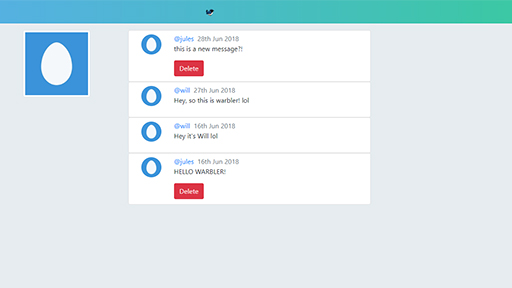 @jules 28th Jun 2018
this is a new message?!
Delete
@will 27th Jun 2018
Hey, so this is warbler! lol
@will 16th Jun 2018
Hey it's Will lol
@jules 16th Jun 2018
HELLO WARBLER!
Delete